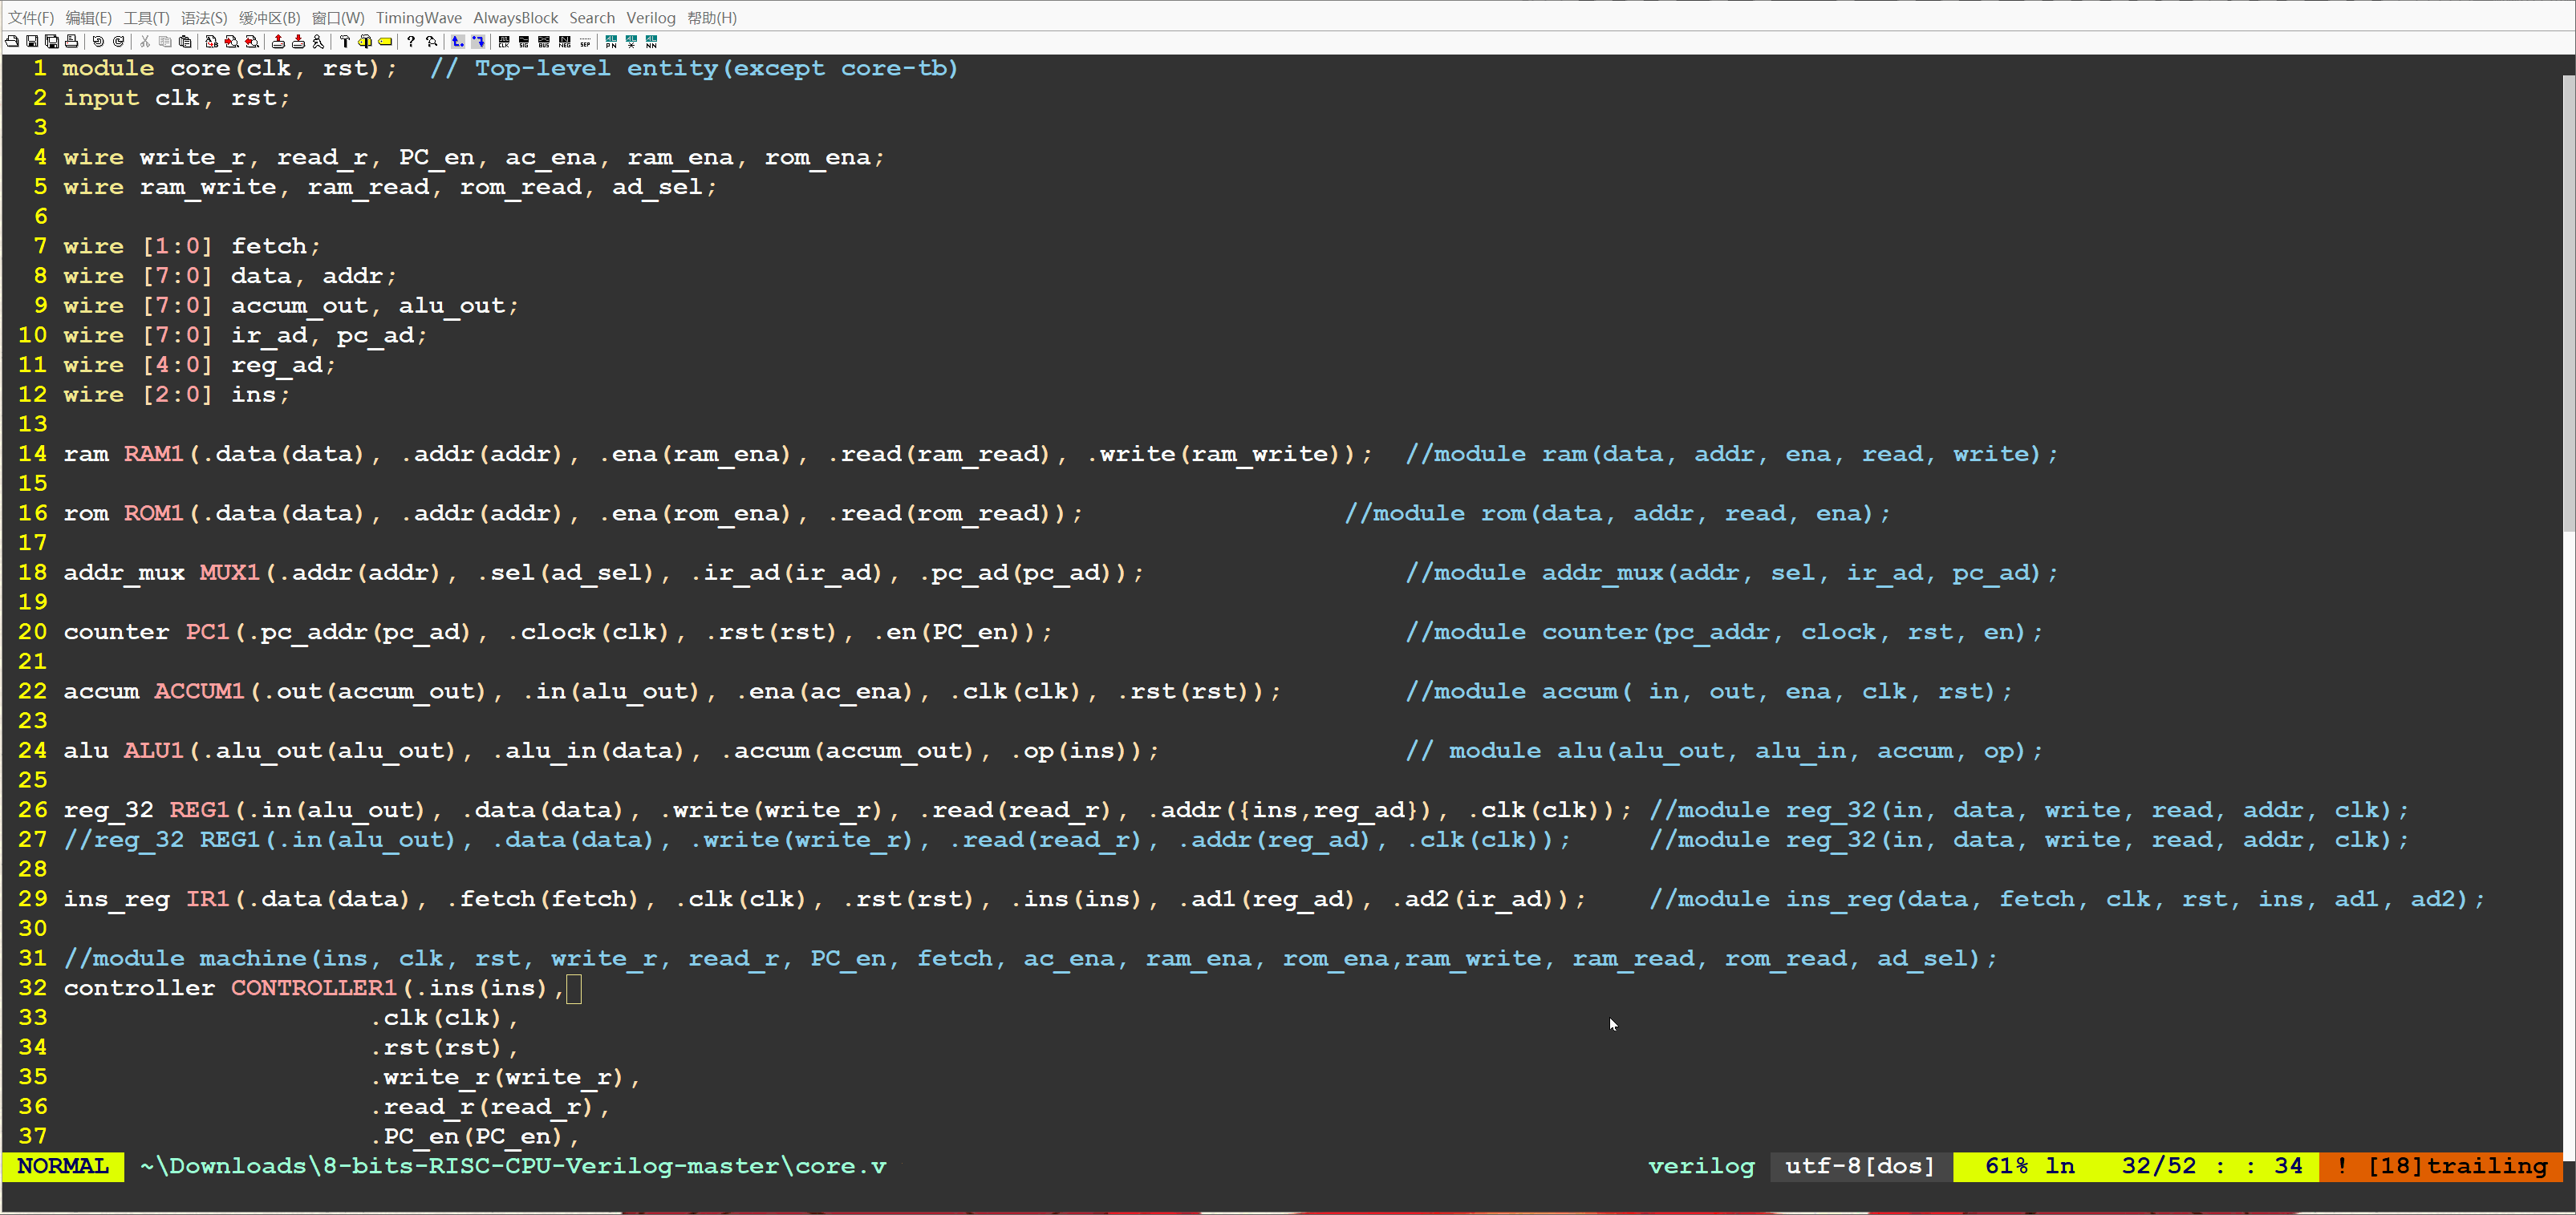 文件(F) 编辑(E) 工具(T) 语法(S) 缓冲区(B) 窗口(W) TimingWave AlwaysBlock Search Verilog 帮助(H)
1 module core(clk, rst);  // Top-level entity(except core-tb)
2 input clk, rst;
3
4 wire write_r, read_r, PC_en, ac_ena, ram_ena, rom_ena;
5 wire ram_write, ram_read, rom_read, ad_sel;
6
7 wire [1:0] fetch;
8 wire [7:0] data, addr;
9 wire [7:0] accum_out, alu_out;
10 wire [7:0] ir_ad, pc_ad;
11 wire [4:0] reg_ad;
12 wire [2:0] ins;
13
14 ram RAM1(.data(data), .addr(addr), .ena(ram_ena), .read(ram_read), .write(ram_write));  //module ram(data, addr, ena, read, write);
15
16 rom ROM1(.data(data), .addr(addr), .ena(rom_ena), .read(rom_read));                 //module rom(data, addr, read, ena);
17
18 addr_mux MUX1(.addr(addr), .sel(ad_sel), .ir_ad(ir_ad), .pc_ad(pc_ad));                 //module addr_mux(addr, sel, ir_ad, pc_ad);
19
20 counter PC1(.pc_addr(pc_ad), .clock(clk), .rst(rst), .en(PC_en));                       //module counter(pc_addr, clock, rst, en);
21
22 accum ACCUM1(.out(accum_out), .in(alu_out), .ena(ac_ena), .clk(clk), .rst(rst));        //module accum( in, out, ena, clk, rst);
23
24 alu ALU1(.alu_out(alu_out), .alu_in(data), .accum(accum_out), .op(ins));                // module alu(alu_out, alu_in, accum, op);
25
26 reg_32 REG1(.in(alu_out), .data(data), .write(write_r), .read(read_r), .addr({ins,reg_ad}), .clk(clk)); //module reg_32(in, data, write, read, addr, clk);
27 //reg_32 REG1(.in(alu_out), .data(data), .write(write_r), .read(read_r), .addr(reg_ad), .clk(clk));     //module reg_32(in, data, write, read, addr, clk);
28
29 ins_reg IR1(.data(data), .fetch(fetch), .clk(clk), .rst(rst), .ins(ins), .ad1(reg_ad), .ad2(ir_ad));    //module ins_reg(data, fetch, clk, rst, ins, ad1, ad2);
30
31 //module machine(ins, clk, rst, write_r, read_r, PC_en, fetch, ac_ena, ram_ena, rom_ena,ram_write, ram_read, rom_read, ad_sel);
32 controller CONTROLLER1(.ins(ins),
33                     .clk(clk),
34                     .rst(rst),
35                     .write_r(write_r),
36                     .read_r(read_r),
37                     .PC_en(PC_en),
NORMAL ~\Downloads\8-bits-RISC-CPU-Verilog-master\core.v verilog utf-8[dos] 61% ln 32/52 : : 34 ! [18]trailing